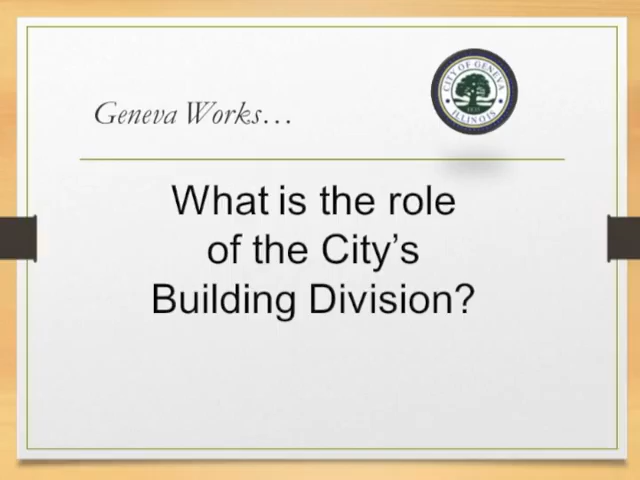 CITY OF GENEVA
ILLINOIS
Geneva Works…
What is the role
of the City's
Building Division?